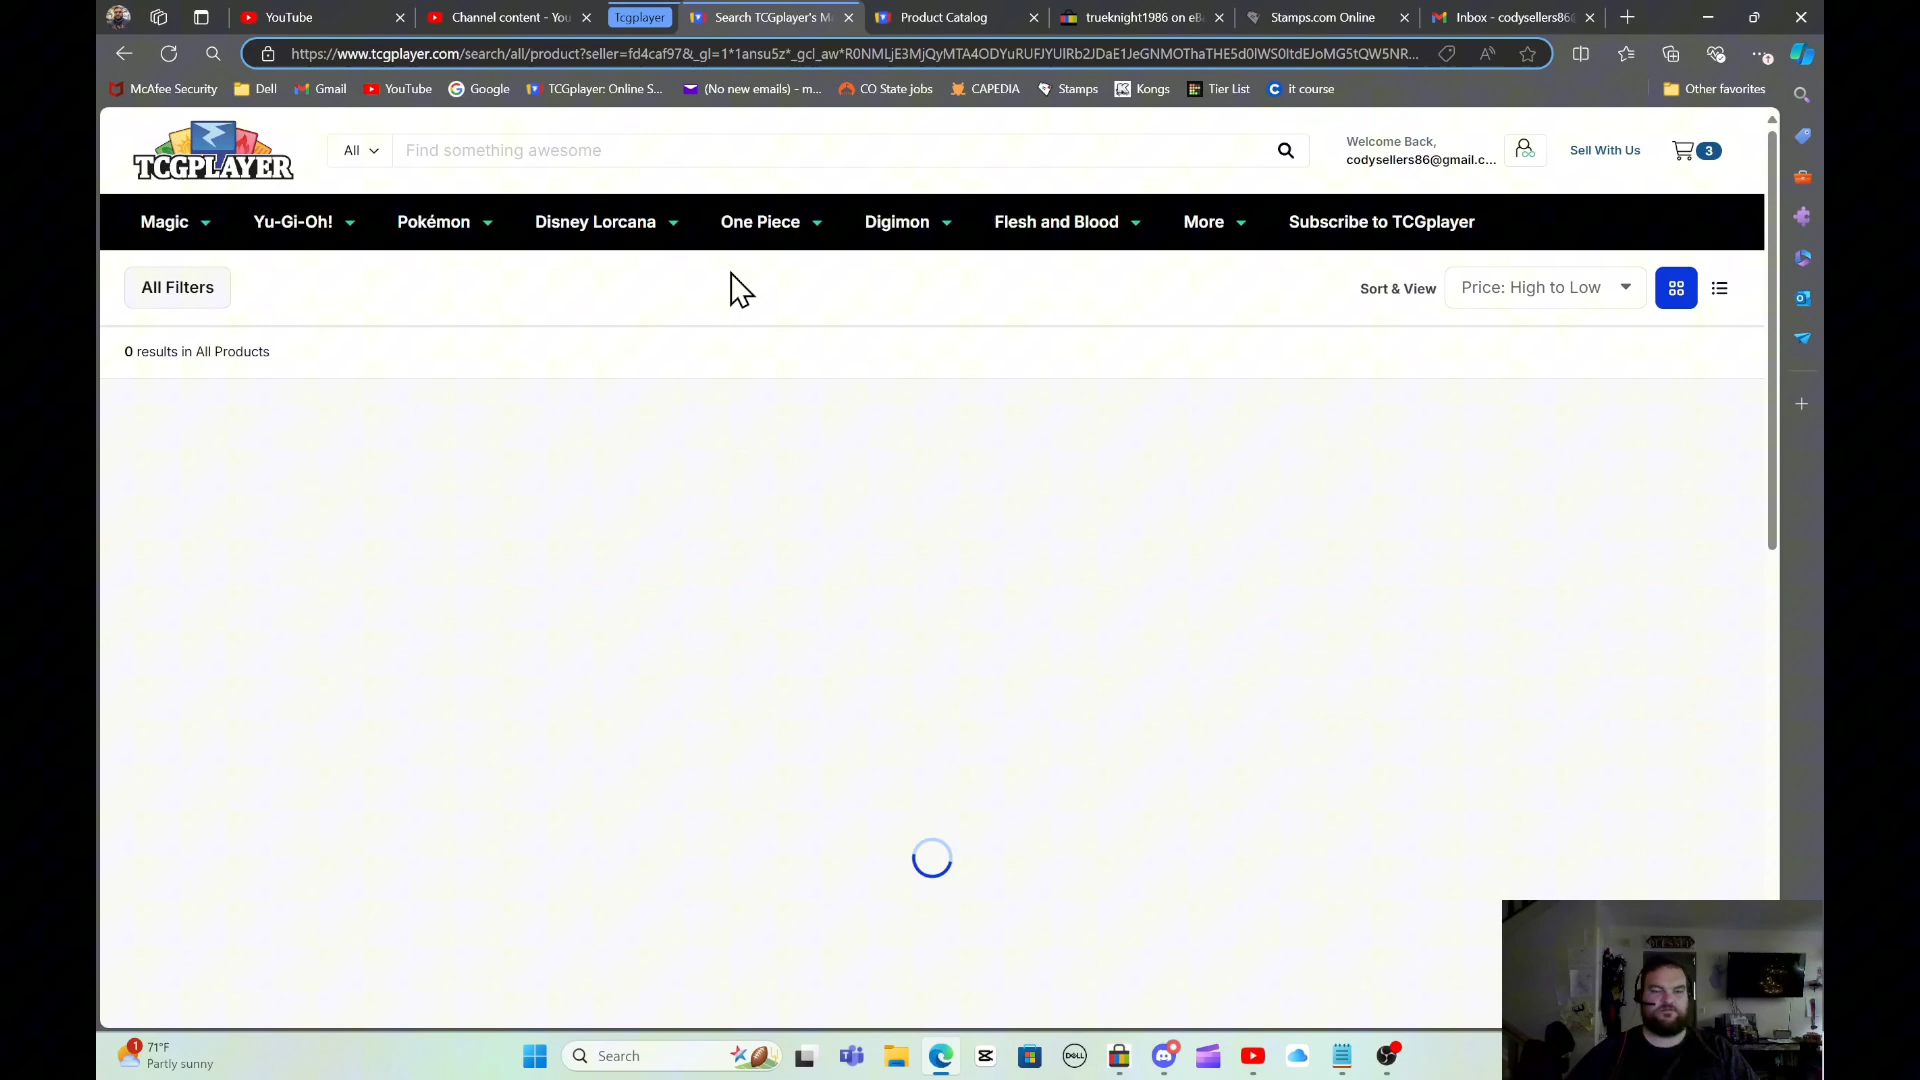 YouTube
Channel content - You
Tcgplayer
Search TCGplayer's M
Product Catalog
trueknight1986 on eB
Stamps.com Online
Inbox - codysellers86
https://www.tcgplayer.com/search/all/product?seller=fd4caf97&_gl=1*1ansu5z*_gcl_aw*
McAfee Security
Dell
Gmail
YouTube
Google
TCGplayer: Online S...
(No new emails) - m...
CO State jobs
CAPEDIA
Stamps
Kongs
Tier List
it course
Other favorites
TCGPLAYER
All
Find something awesome
Welcome Back,
codysellers86@gmail.c...
Sell With Us
3
Magic
Yu-Gi-Oh!
Pokémon
Disney Lorcana
One Piece
Digimon
Flesh and Blood
More
Subscribe to TCGplayer
All Filters
Sort & View
Price: High to Low
0 results in All Products
BLESSED
1
71°F
Partly sunny
Search
DELL